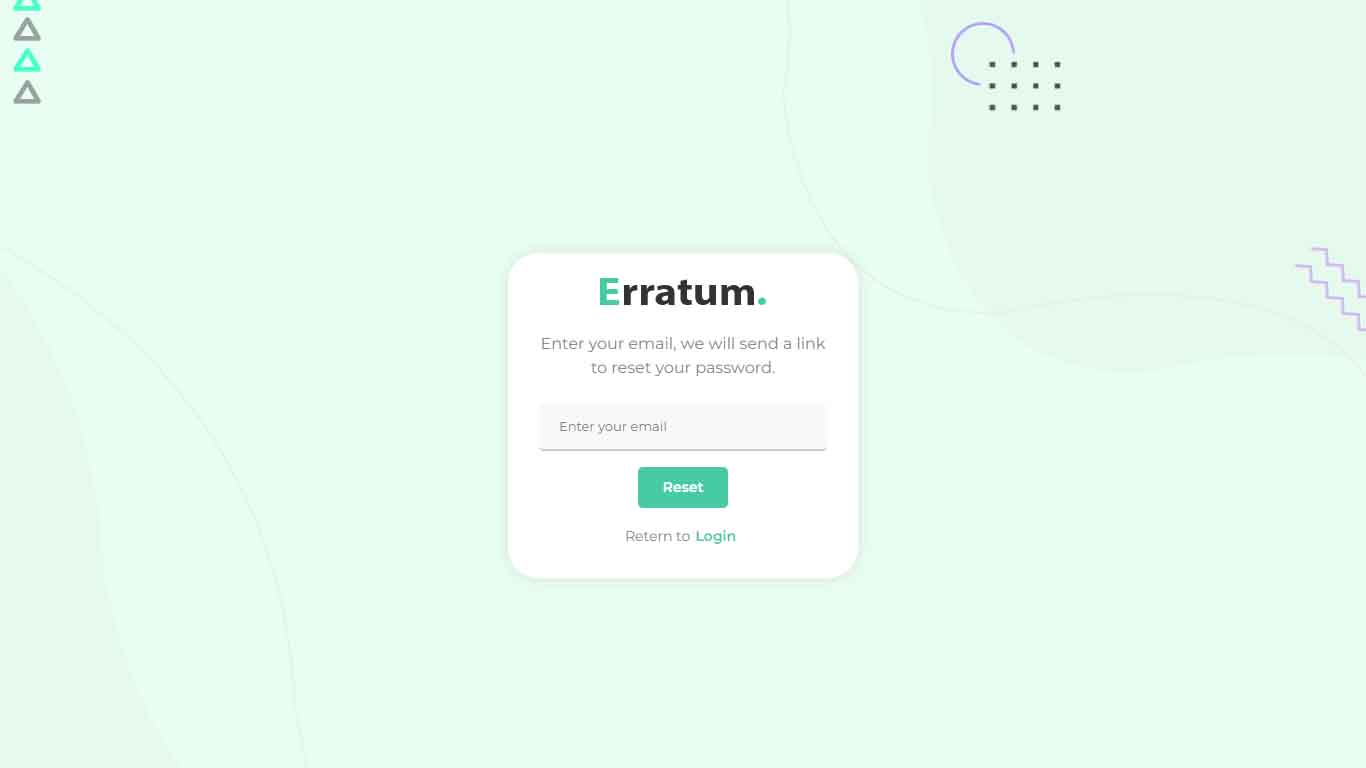 Erratum.
Enter your email, we will send a link
to reset your password.
Enter your email
Reset
Retern to Login